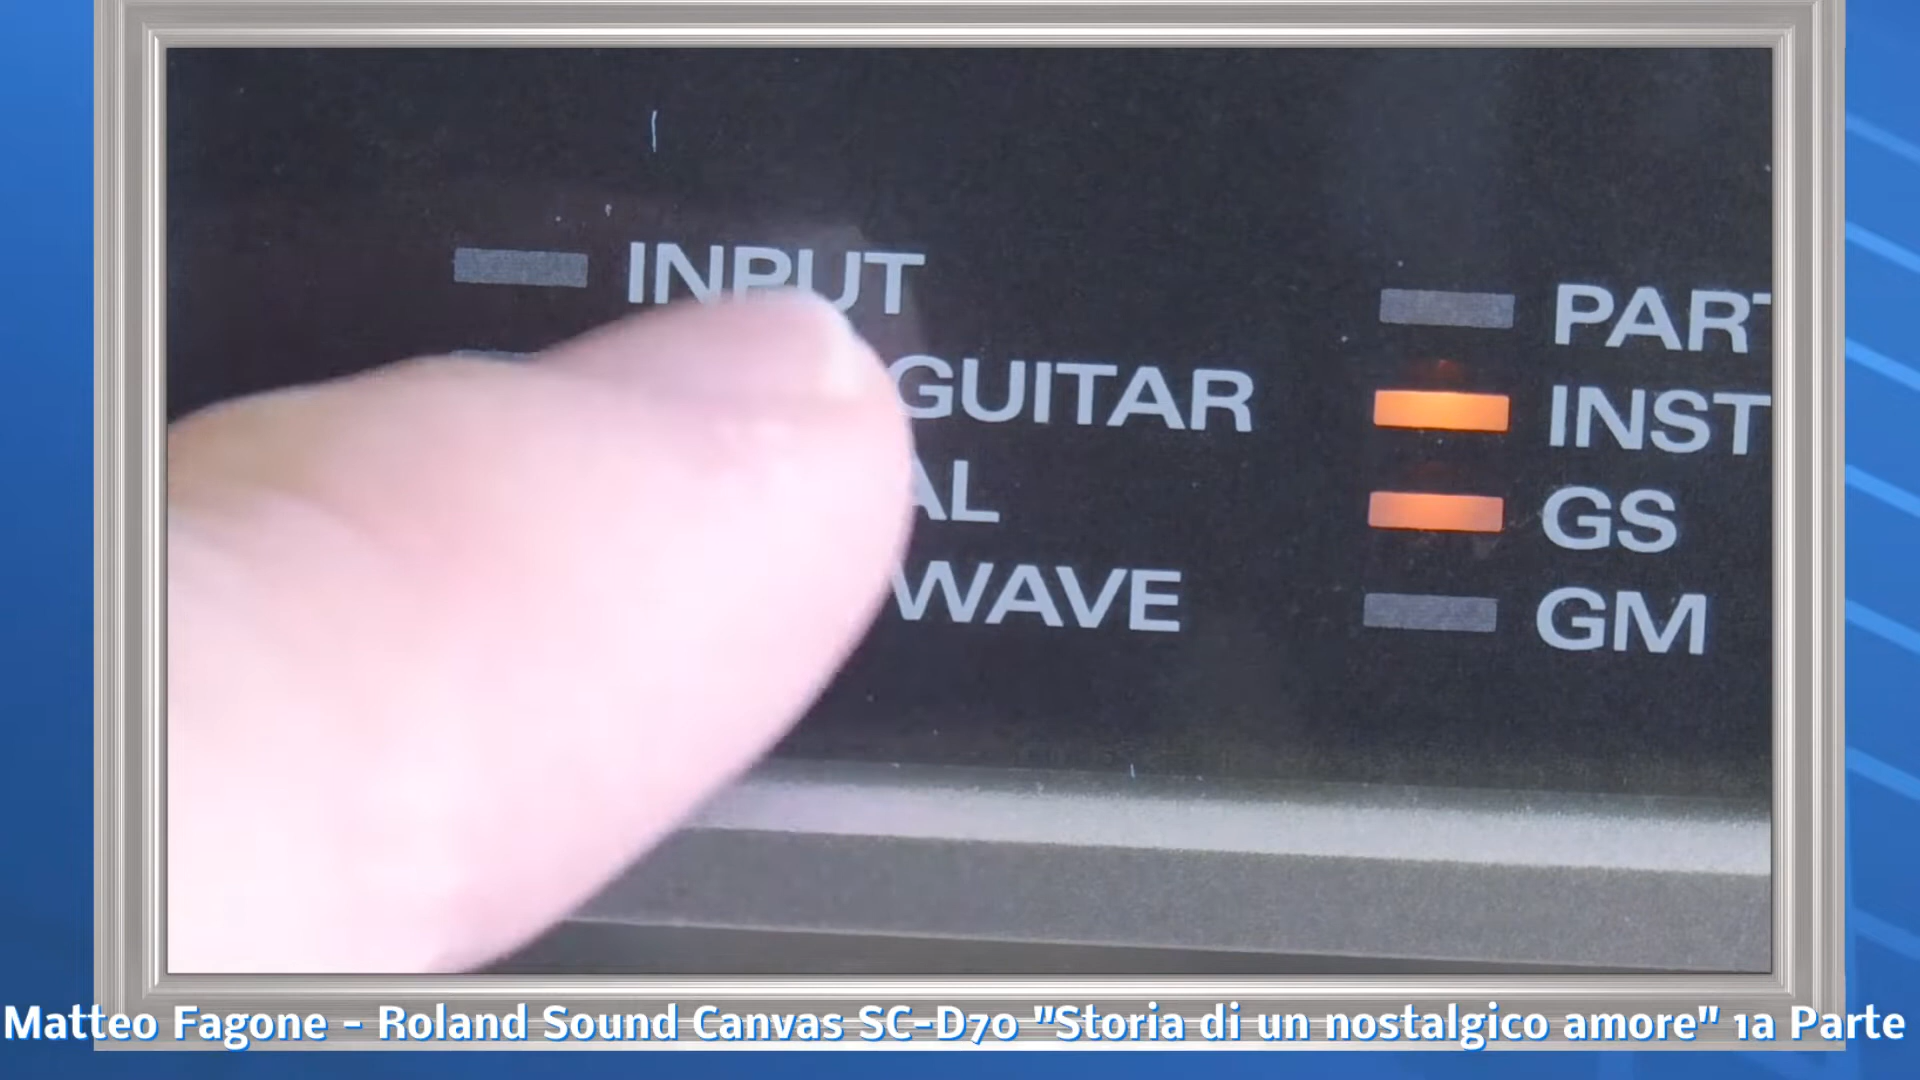 INPUT
GUITAR
WAVE
INST
GS
GM
Matteo Fagone - Roland Sound Canvas SC-D70 "Storia di un nostalgico amore" 1a Parte